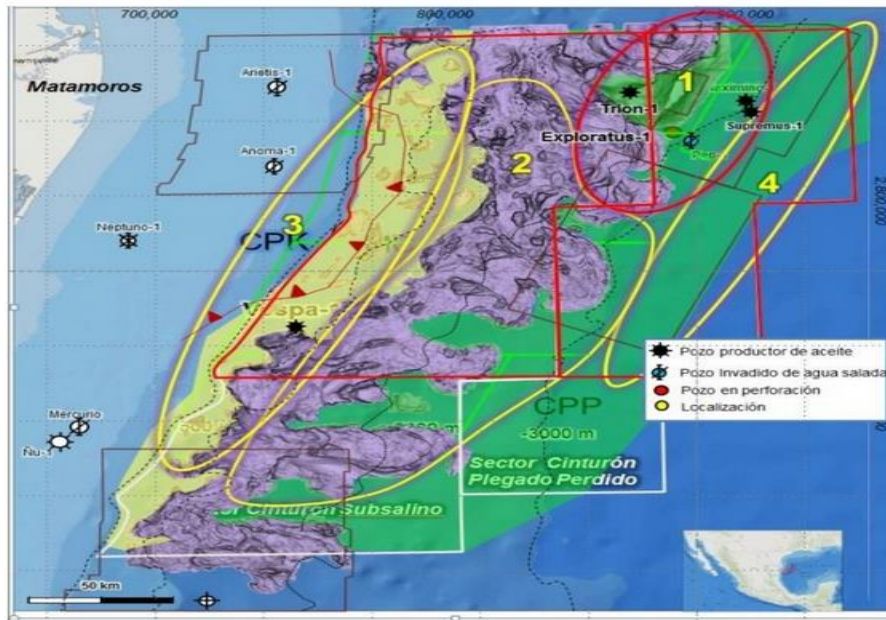 700,000
800,000
Matamoros
Arietis-1
Anoma-1
Neptuno-1
Mercurio
Ñu-1
1
2
3
4
Trion-1
Exploratus-1
Supremus-1
CPK
CPP
-3000 m
Sector Cinturón
Plegado Perdido
Cinturón Subsalino
Pozo productor de aceite
Pozo Invadido de agua salada
Pozo en perforación
Localización
50 km